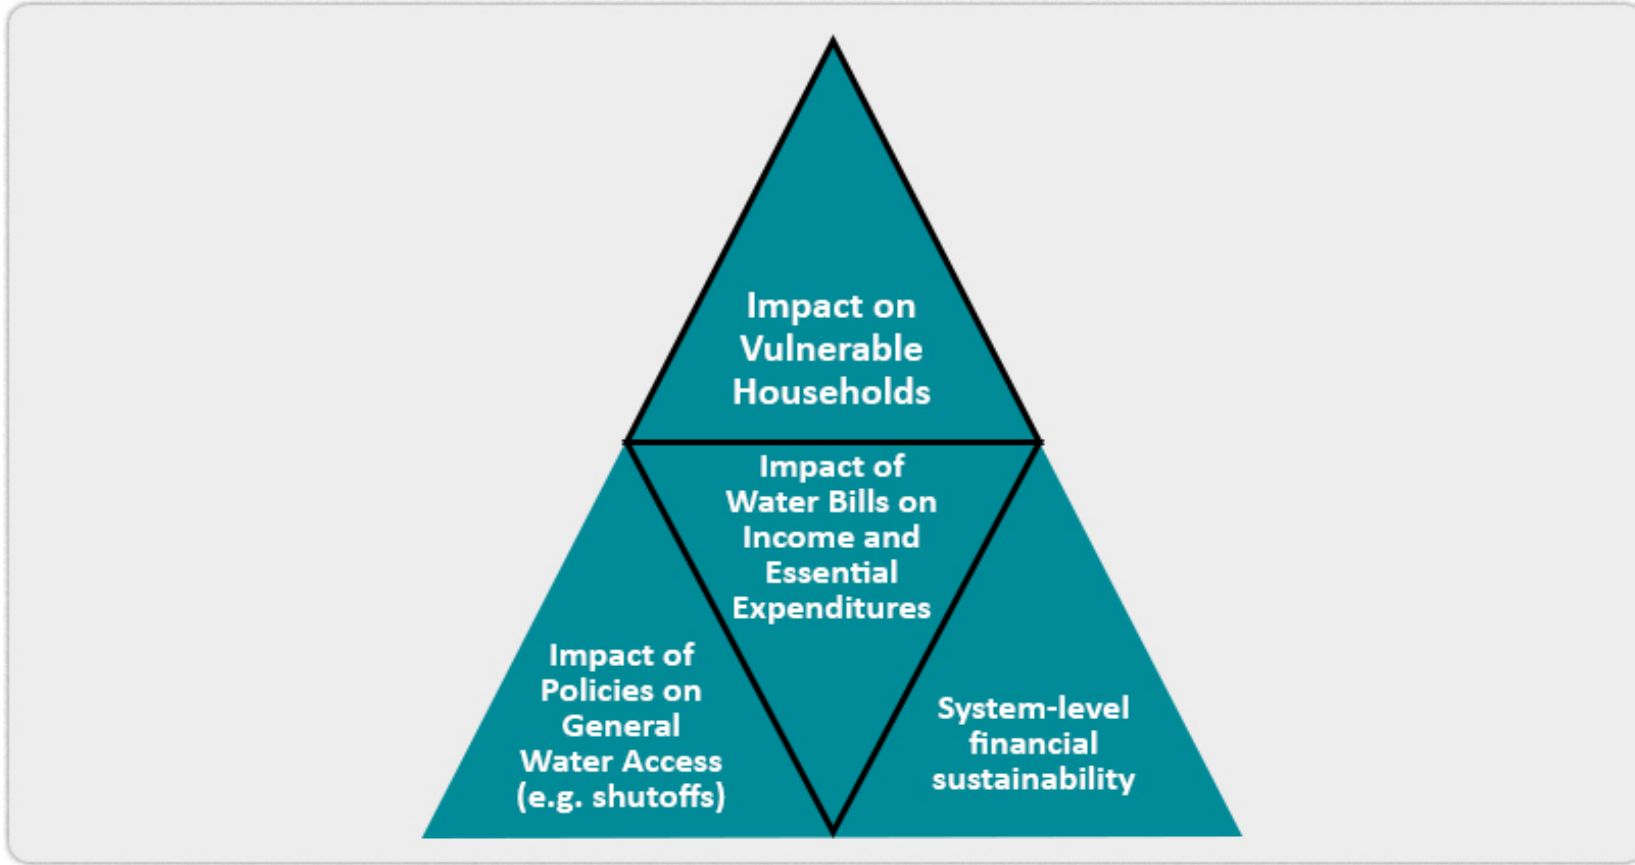 Impact on
Vulnerable
Households
Impact of
Water Bills on
Income and
Essential
Expenditures
Impact of
Policies on
General
Water Access
(e.g. shutoffs)
System-level
financial
sustainability